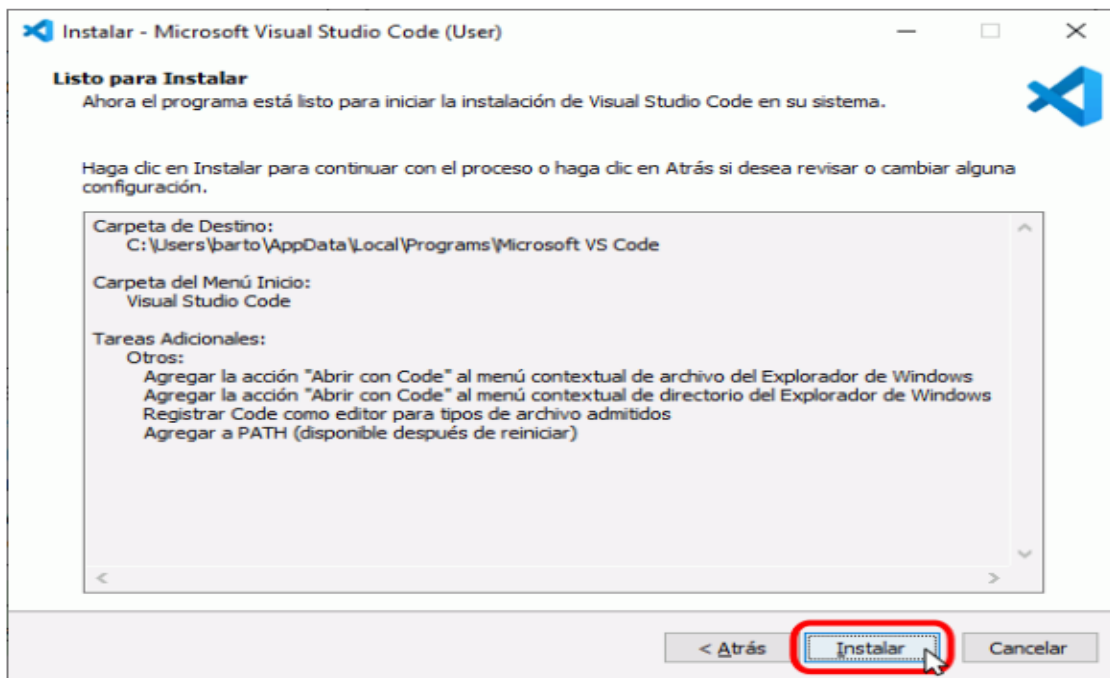 Instalar - Microsoft Visual Studio Code (User)
Listo para Instalar
Ahora el programa está listo para iniciar la instalación de Visual Studio Code en su sistema.
Haga clic en Instalar para continuar con el proceso o haga clic en Atrás si desea revisar o cambiar alguna
configuración.
Carpeta de Destino:
C:\Users\barto\AppData\Local\Programs\Microsoft VS Code
Carpeta del Menú Inicio:
Visual Studio Code
Tareas Adicionales:
Otros:
Agregar la acción "Abrir con Code" al menú contextual de archivo del Explorador de Windows
Agregar la acción "Abrir con Code" al menú contextual de directorio del Explorador de Windows
Registrar Code como editor para tipos de archivo admitidos
Agregar a PATH (disponible después de reiniciar)
< Atrás Instalar Cancelar